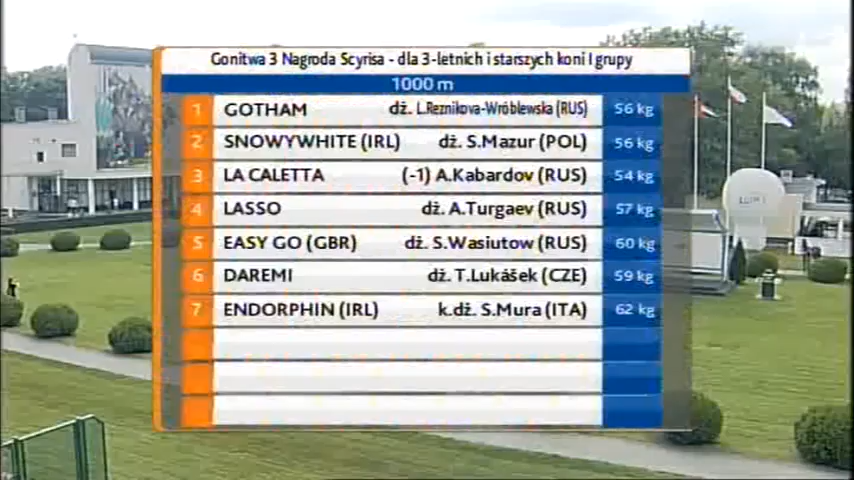 Gonitwa 3 Nagroda Scyrisa - dla 3-letnich i starszych koni I grupy
1000 m
1 GOTHAM dż. L.Reznikova-Wróblewska (RUS) 56 kg
2 SNOWYWHITE (IRL) dż. S.Mazur (POL) 56 kg
3 LA CALETTA (-1) A.Kabardov (RUS) 54 kg
4 LASSO dż. A.Turgaev (RUS) 57 kg
5 EASY GO (GBR) dż. S.Wasiutow (RUS) 60 kg
6 DAREMI dż. T.Lukášek (CZE) 59 kg
7 ENDORPHIN (IRL) k.dż. S.Mura (ITA) 62 kg